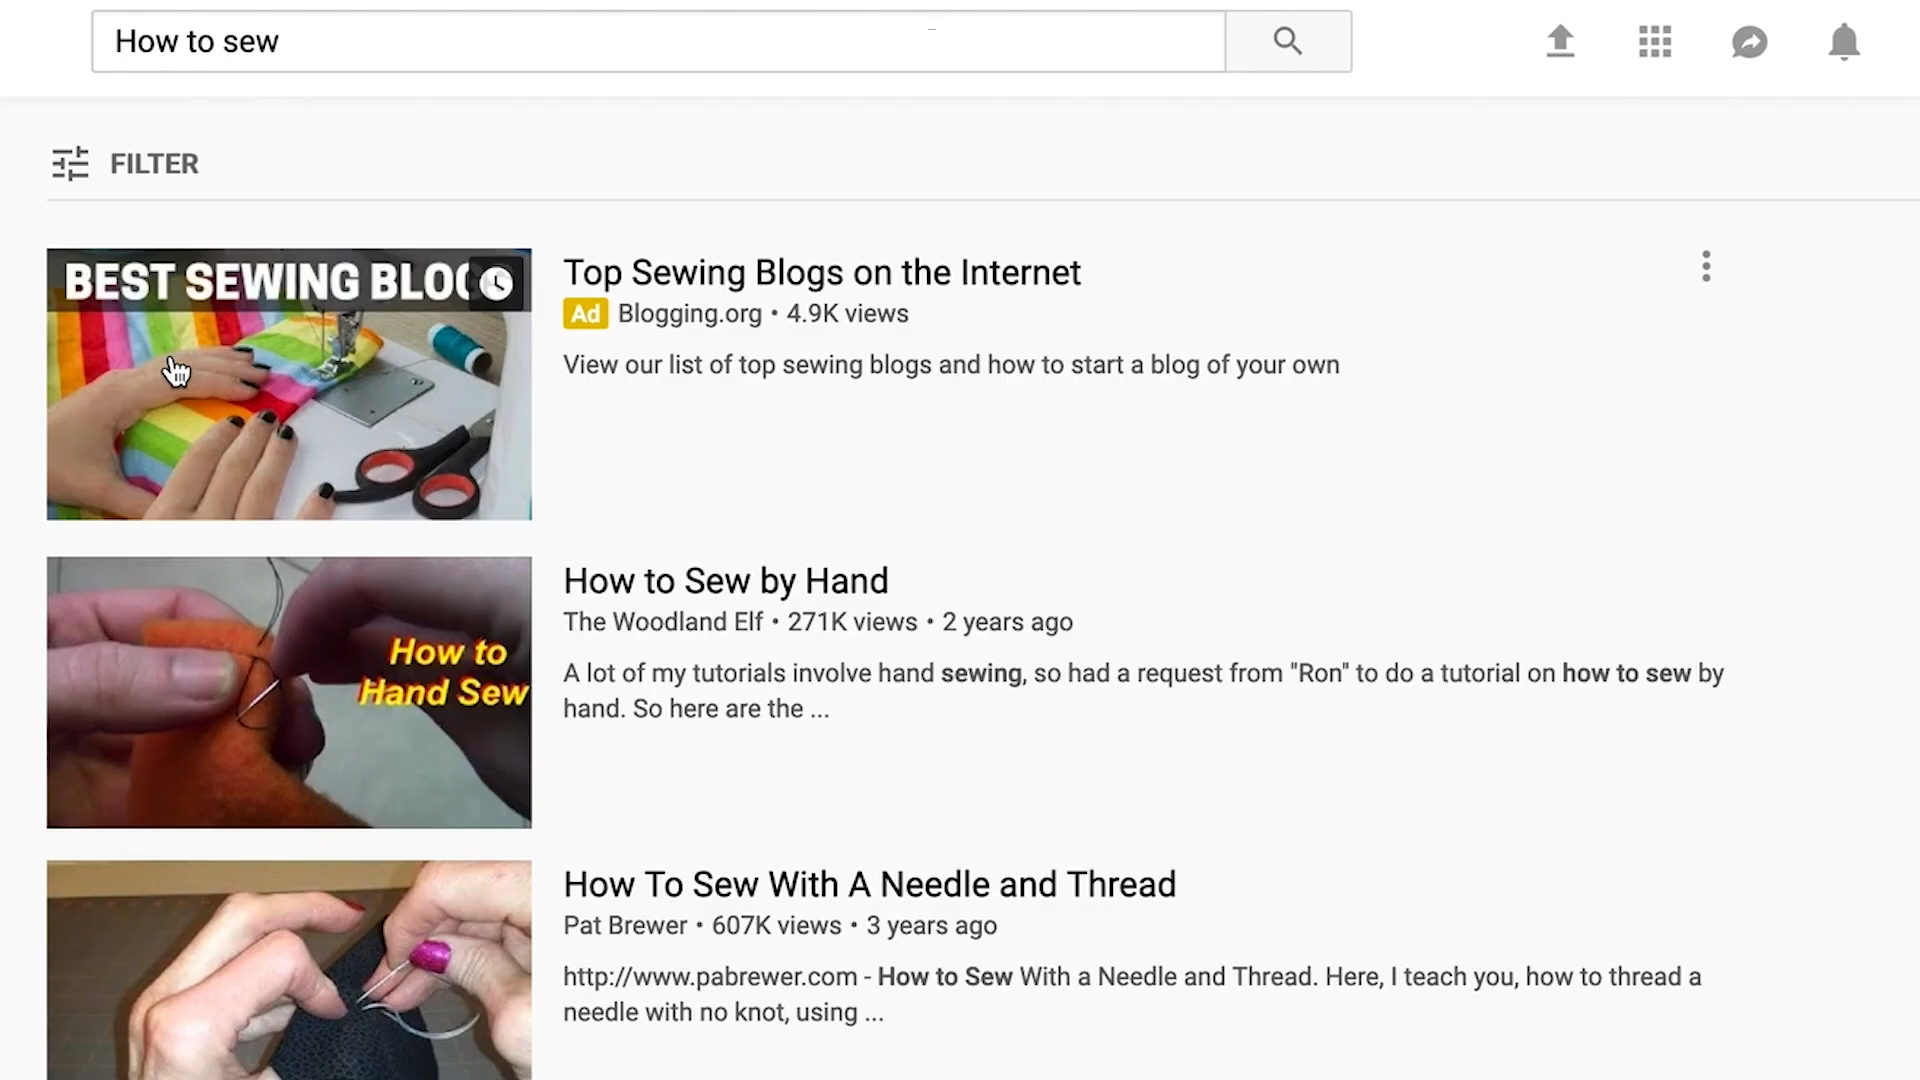 How to sew
FILTER
BEST SEWING BLOG
Top Sewing Blogs on the Internet
Ad Blogging.org • 4.9K views
View our list of top sewing blogs and how to start a blog of your own
How to Sew by Hand
The Woodland Elf • 271K views • 2 years ago
How to
Hand Sew
A lot of my tutorials involve hand sewing, so had a request from "Ron" to do a tutorial on how to sew by
hand. So here are the ...
How To Sew With A Needle and Thread
Pat Brewer • 607K views • 3 years ago
http://www.pabrewer.com - How to Sew With a Needle and Thread. Here, I teach you, how to thread a
needle with no knot, using ...